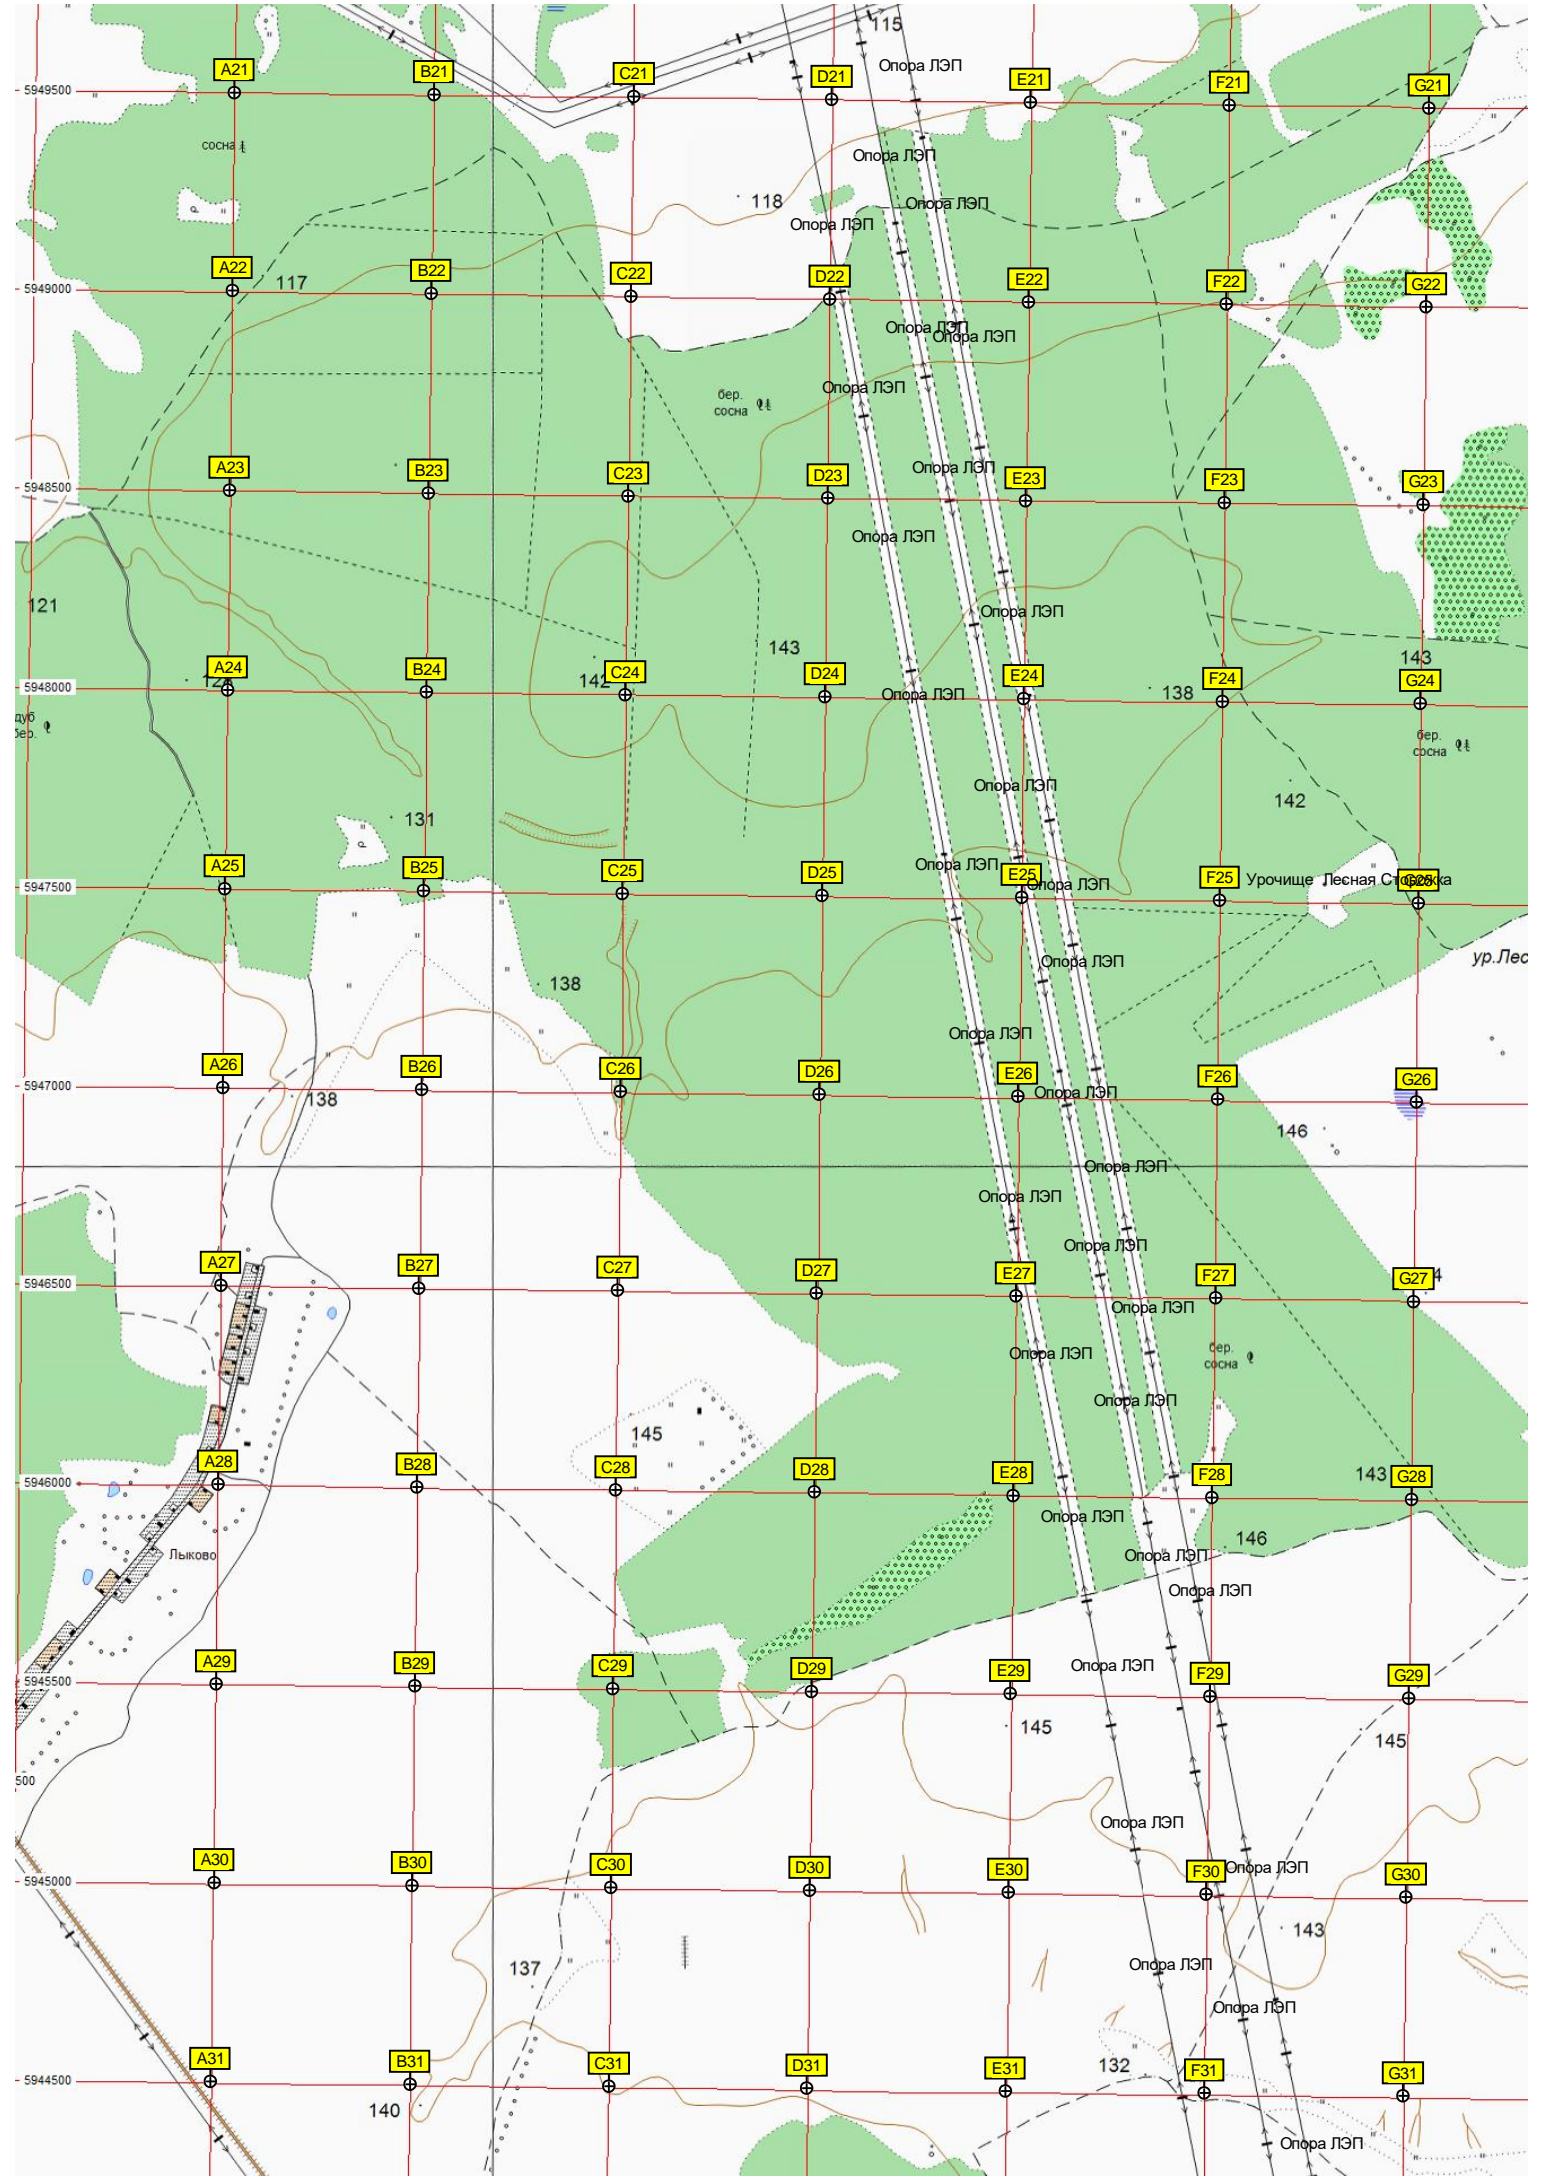 115
Опора ЛЭП
A21
B21
C21
D21
E21
F21
G21
5949500
сосна
Опора ЛЭП
118
Опора ЛЭП
Опора ЛЭП
A22
B22
C22
D22
E22
F22
G22
5949000
117
Опора ЛЭП
Опора ЛЭП
Опора ЛЭП
бер.
сосна
A23
B23
C23
D23
E23
F23
G23
5948500
Опора ЛЭП
Опора ЛЭП
121
Опора ЛЭП
143
143
A24
B24
C24
D24
E24
F24
G24
5948000
142
138
Опора ЛЭП
дуб
бер.
бер.
сосна
Опора ЛЭП
142
131
Опора ЛЭП
A25
B25
C25
D25
E25
F25
Урочище Лесная Сторожка
5947500
Опора ЛЭП
ур.Лес
Опора ЛЭП
138
Опора ЛЭП
A26
B26
C26
D26
E26
F26
G26
5947000
Опора ЛЭП
138
146
Опора ЛЭП
Опора ЛЭП
Опора ЛЭП
A27
B27
C27
D27
E27
F27
G27
4
5946500
Опора ЛЭП
Опора ЛЭП
бер.
сосна
Опора ЛЭП
145
A28
B28
C28
D28
E28
F28
143
G28
5946000
Опора ЛЭП
146
Лыково
Опора ЛЭП
Опора ЛЭП
A29
B29
C29
D29
E29
F29
G29
5945500
Опора ЛЭП
145
145
500
Опора ЛЭП
A30
B30
C30
D30
E30
F30
Опора ЛЭП
G30
5945000
143
137
Опора ЛЭП
Опора ЛЭП
A31
B31
C31
D31
E31
132
F31
G31
5944500
140
Опора ЛЭП